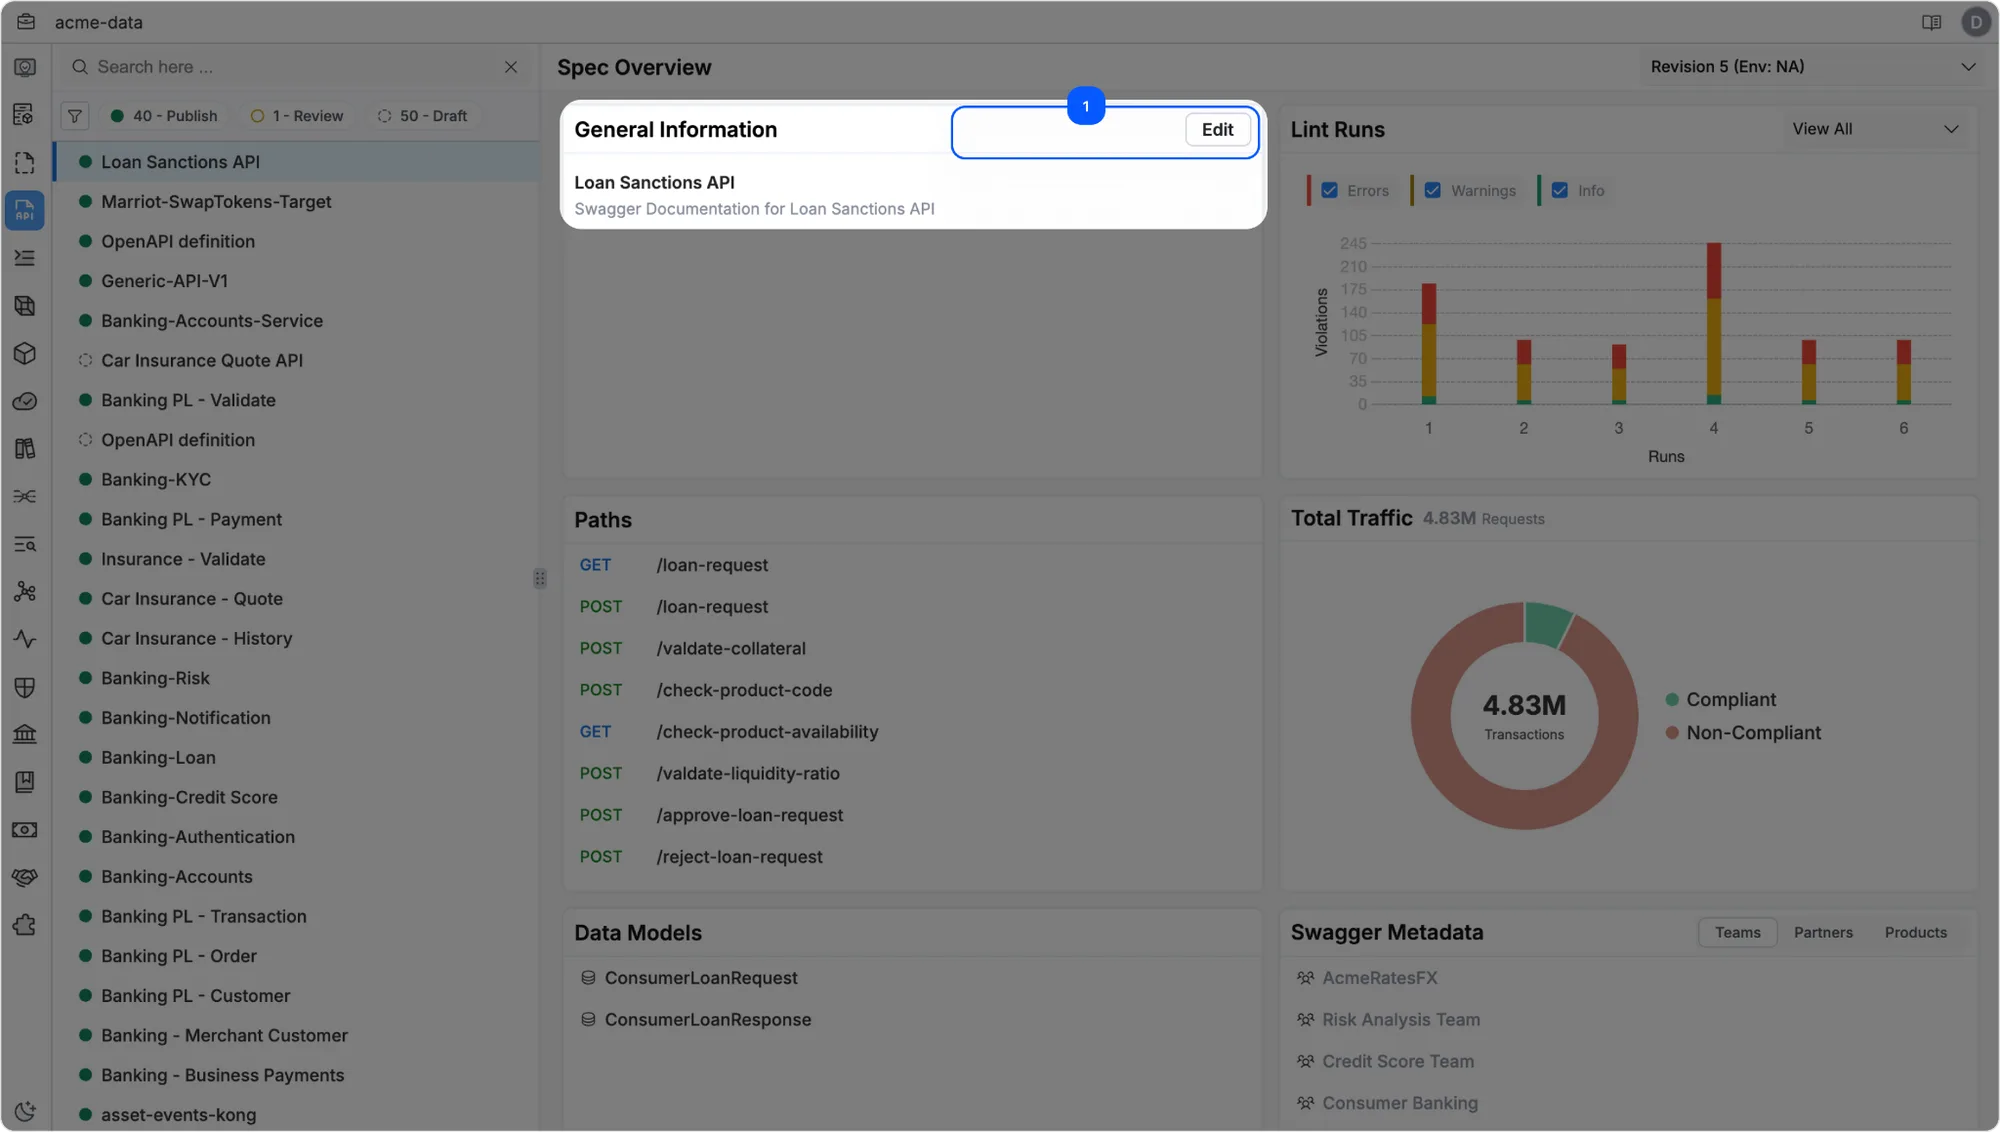 acme-data
D
Search here ...
40 - Publish
1 - Review
50 - Draft
Loan Sanctions API
Marriot-SwapTokens-Target
OpenAPI definition
Generic-API-V1
Banking-Accounts-Service
Car Insurance Quote API
Banking PL - Validate
OpenAPI definition
Banking-KYC
Banking PL - Payment
Insurance - Validate
Car Insurance - Quote
Car Insurance - History
Banking-Risk
Banking-Notification
Banking-Loan
Banking-Credit Score
Banking-Authentication
Banking-Accounts
Banking PL - Transaction
Banking PL - Order
Banking PL - Customer
Banking - Merchant Customer
Banking - Business Payments
asset-events-kong
API
Spec Overview
Revision 5 (Env: NA)
General Information
1
Edit
Loan Sanctions API
Swagger Documentation for Loan Sanctions API
Lint Runs
View All
Errors
Warnings
Info
245
210
175
140
105
70
35
0
Violations
1
2
3
4
5
6
Runs
Paths
GET /loan-request
POST /loan-request
POST /valdate-collateral
POST /check-product-code
GET /check-product-availability
POST /valdate-liquidity-ratio
POST /approve-loan-request
POST /reject-loan-request
Total Traffic 4.83M Requests
4.83M
Transactions
Compliant
Non-Compliant
Data Models
ConsumerLoanRequest
ConsumerLoanResponse
Swagger Metadata
Teams
Partners
Products
AcmeRatesFX
Risk Analysis Team
Credit Score Team
Consumer Banking